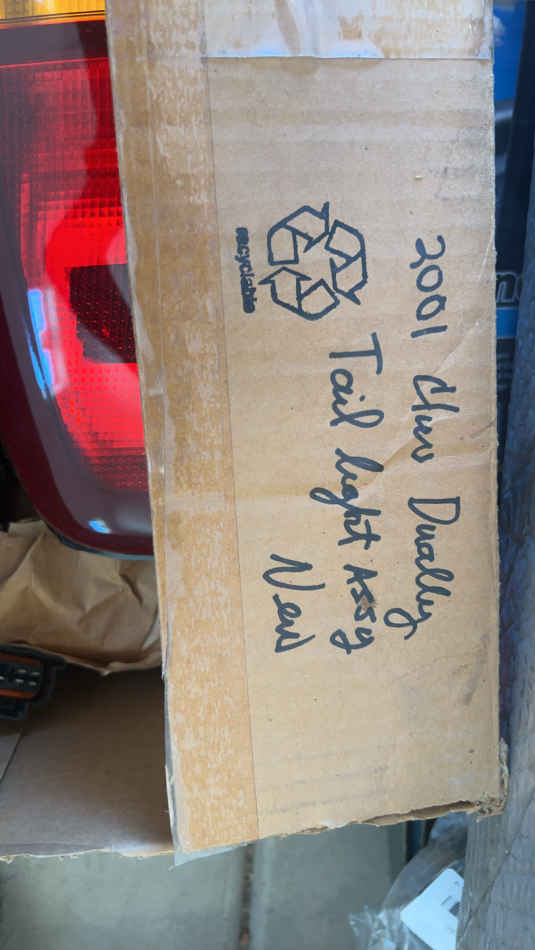 2001 Chev Dually
Tail light Assy
New
recyclable